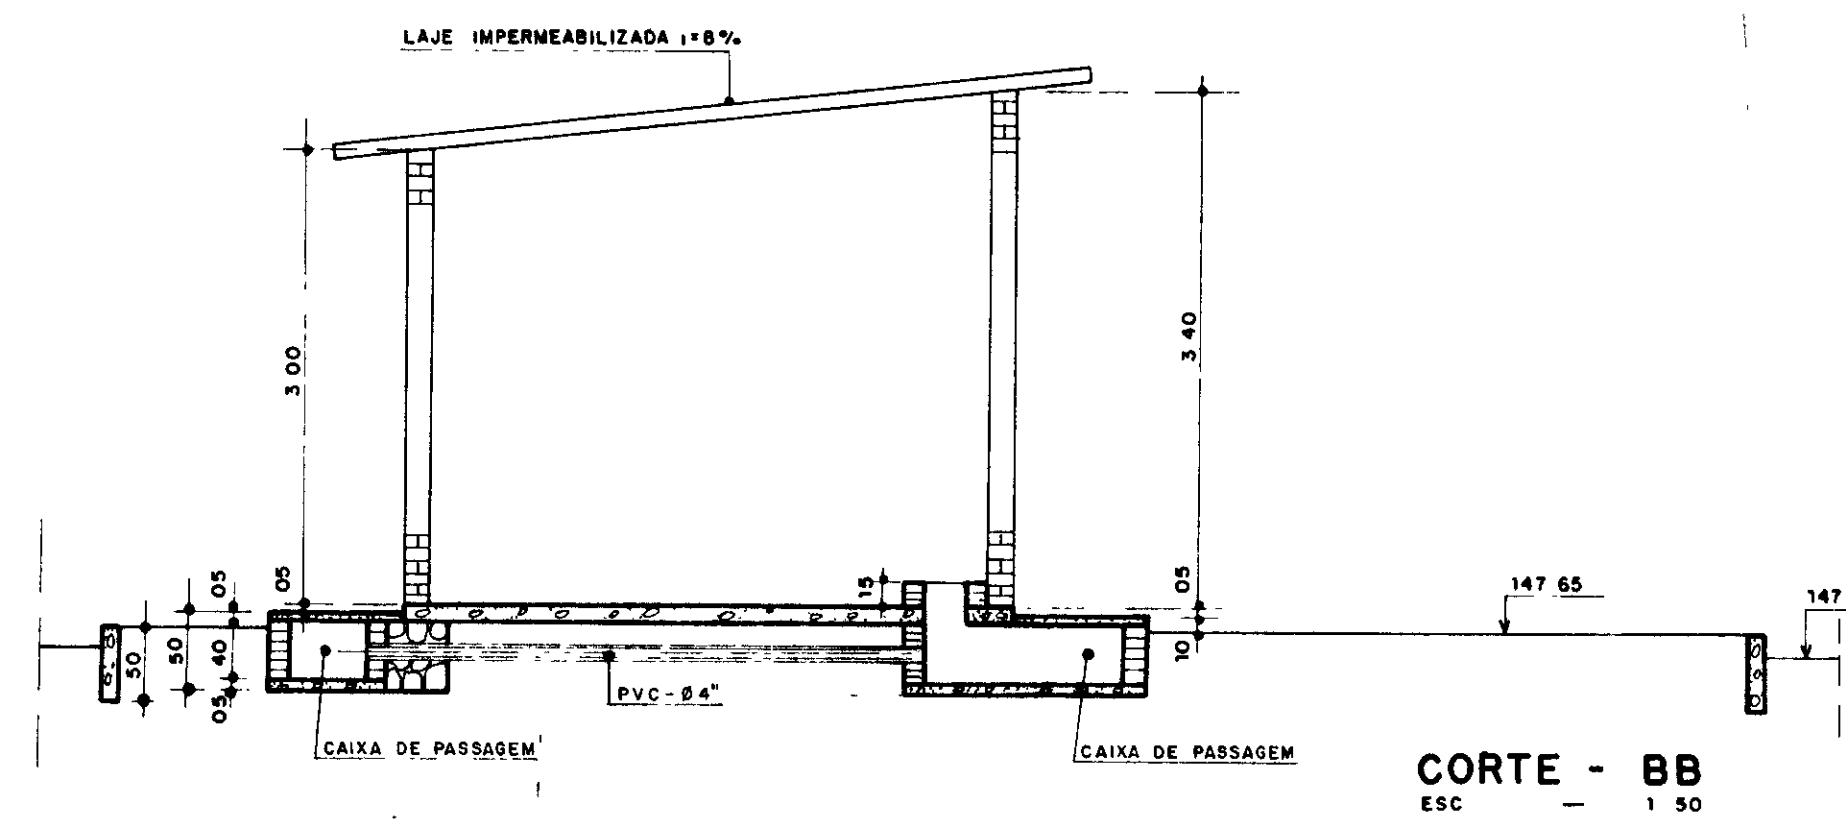 LAJE IMPERMEABILIZADA i=8%
3 00
3 40
05
05
15
05
147 65
147
50
50
40
05
10
PVC-Ø4"
CAIXA DE PASSAGEM
CAIXA DE PASSAGEM
CORTE - BB
ESC — 1 50